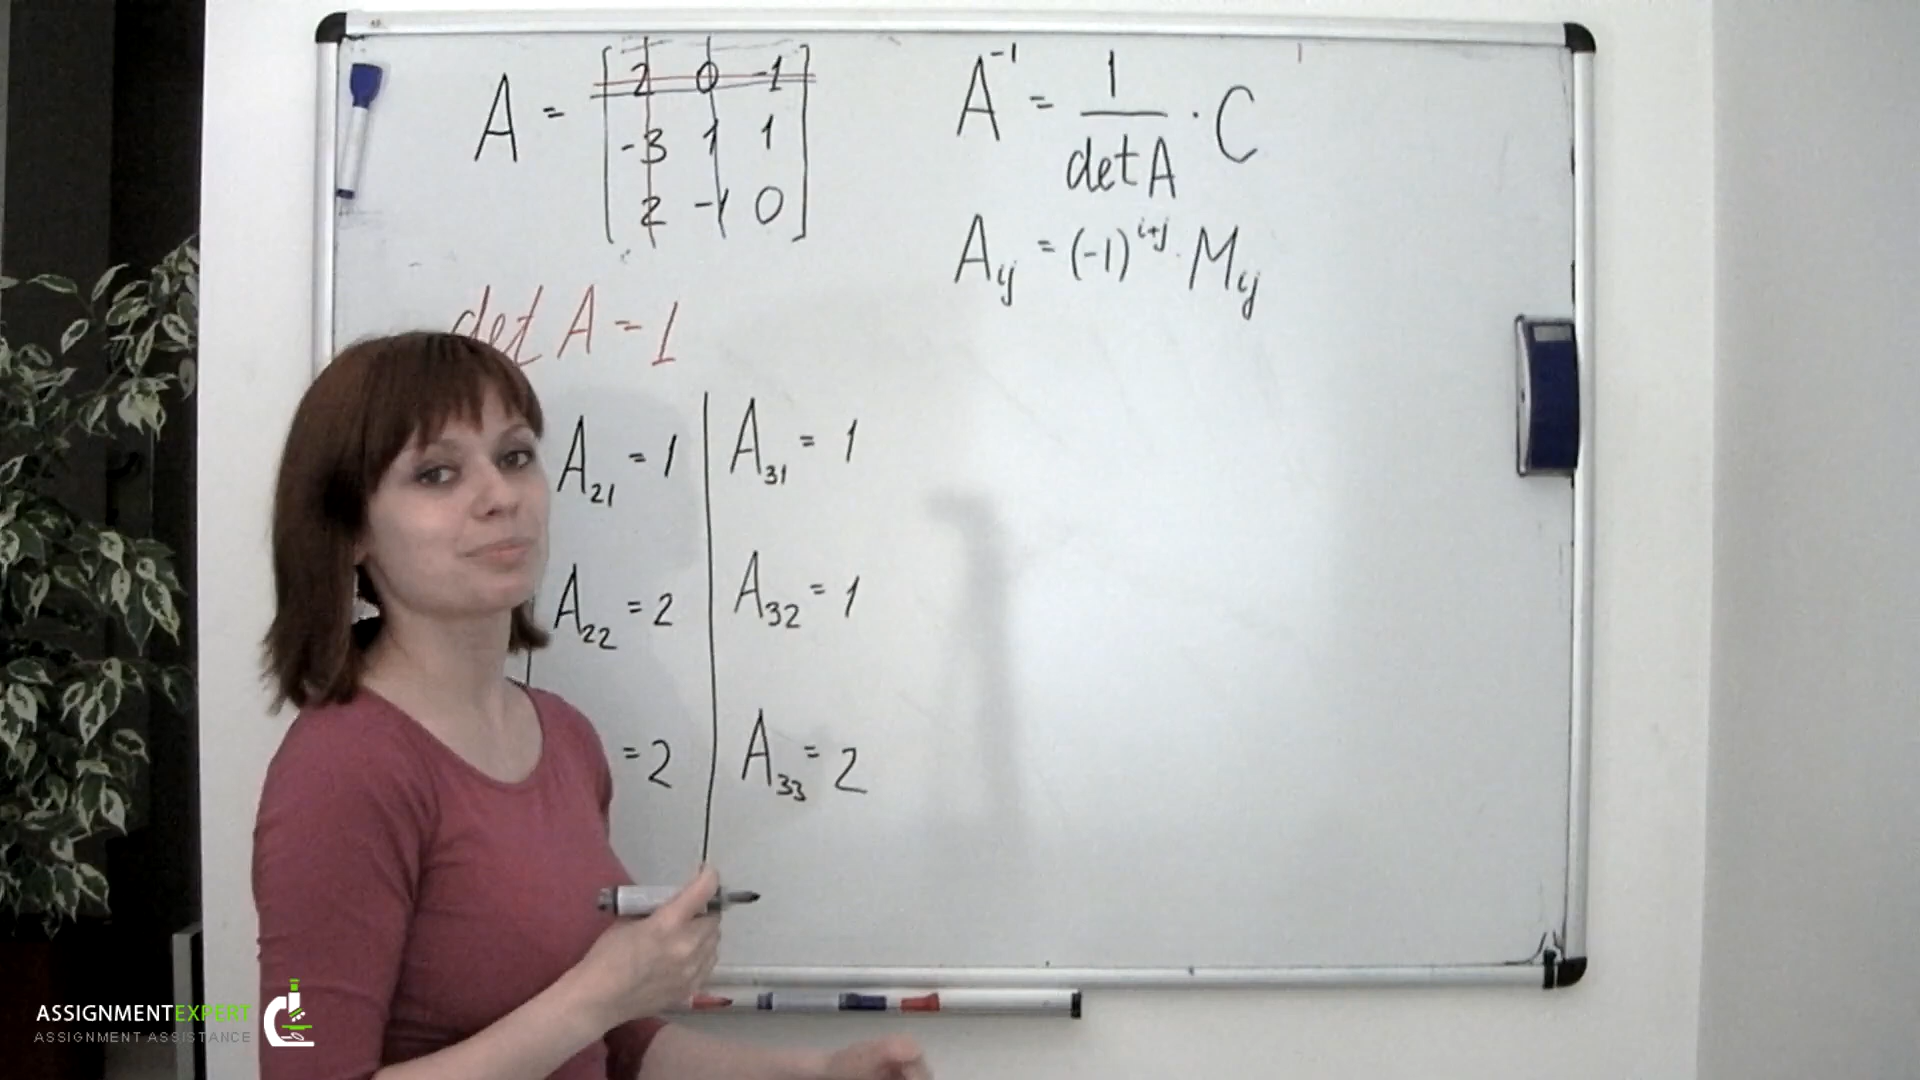 A = [ 2 0 -1
-3 1 1
2 -1 0 ]
A⁻¹ = 1/det A · C
Aij = (-1)^i+j · Mij
det A = 1
A21 = 1
A31 = 1
A22 = 2
A32 = 1
= 2
A33 = 2
ASSIGNMENTEXPERT
ASSIGNMENT ASSISTANCE